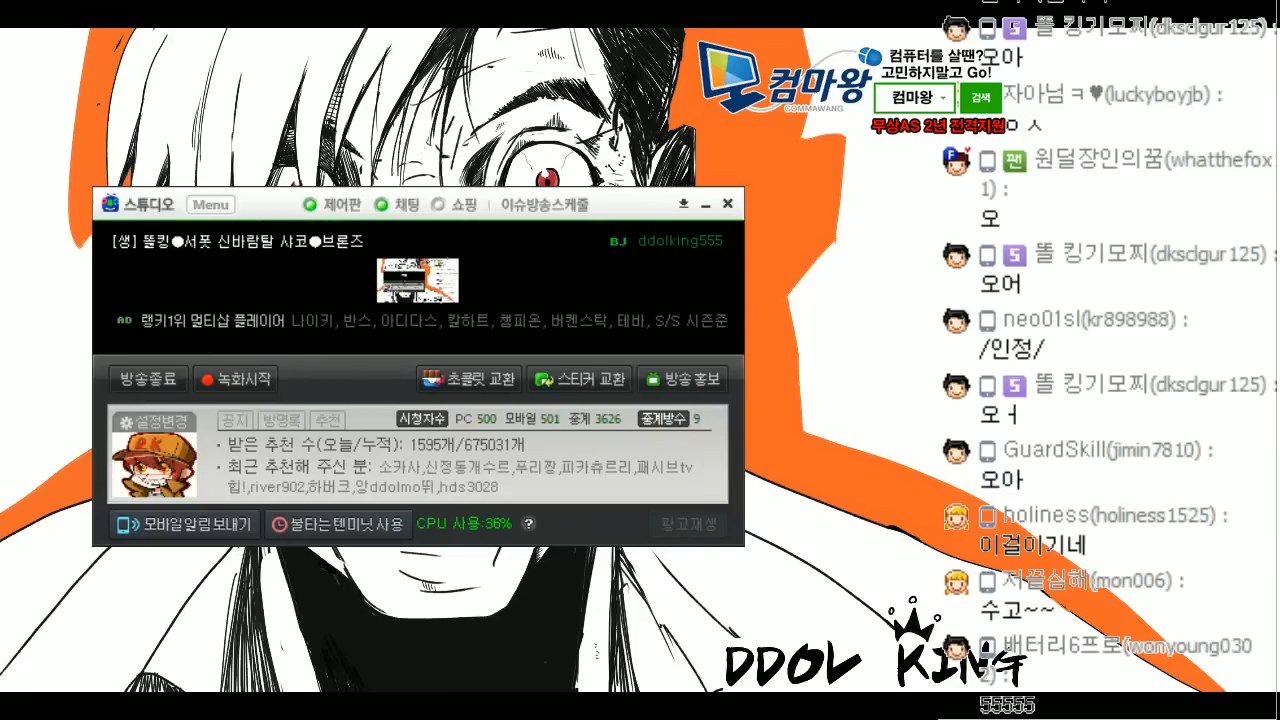 똘 킹기모찌(dksclgur125) :
오아
자아넘ㅋ♥(luckyboyjb) :
ㅇㅅ
원딜장인의꿈(whatthefox
1) :
오
똘 킹기모찌(dksclgur125) :
오어
neo01sl(kr898988) :
/인정/
똘 킹기모찌(dksclgur125) :
오ㅓ
GuardSkill(jimin7810) :
오아
holiness(holiness1525) :
이걸이기네
저끝심해(mon006) :
수고~~
배터리6프로(wonyoung030
2) :
55555
컴마왕
COMMAWANG
컴퓨터를 살땐?
고민하지말고 Go!
컴마왕 검색
무상AS 2년 전격지원
스튜디오 Menu 제어판 채팅 쇼핑 이슈방송스케줄
[생] 똘킹●서폿 신바람탈 샤코●브론즈 BJ ddolking555
AD 랭키1위 멀티샵 플레이어 나이키, 반스, 아디다스, 칼하트, 챔피온, 버켄스탁, 테바, S/S 시즌준
방송종료 녹화시작 초콜릿 교환 스티커 교환 방송홍보
설정변경 공지 방명록 추천 시청자수 PC 500 모바일 501 중계 3626 중계방수 9
· 받은 추천 수(오늘/누적): 1595개/675031개
· 최근 추천해 주신 분: 소카사,신정동개수르,푸리짱,피카츄트리,패시브tv
힙!,river902,하버크,앙ddolmo뛰,hds3028
모바일알림보내기 불타는텐미닛사용 CPU 사용:36% ?
광고재생
DDOL KING